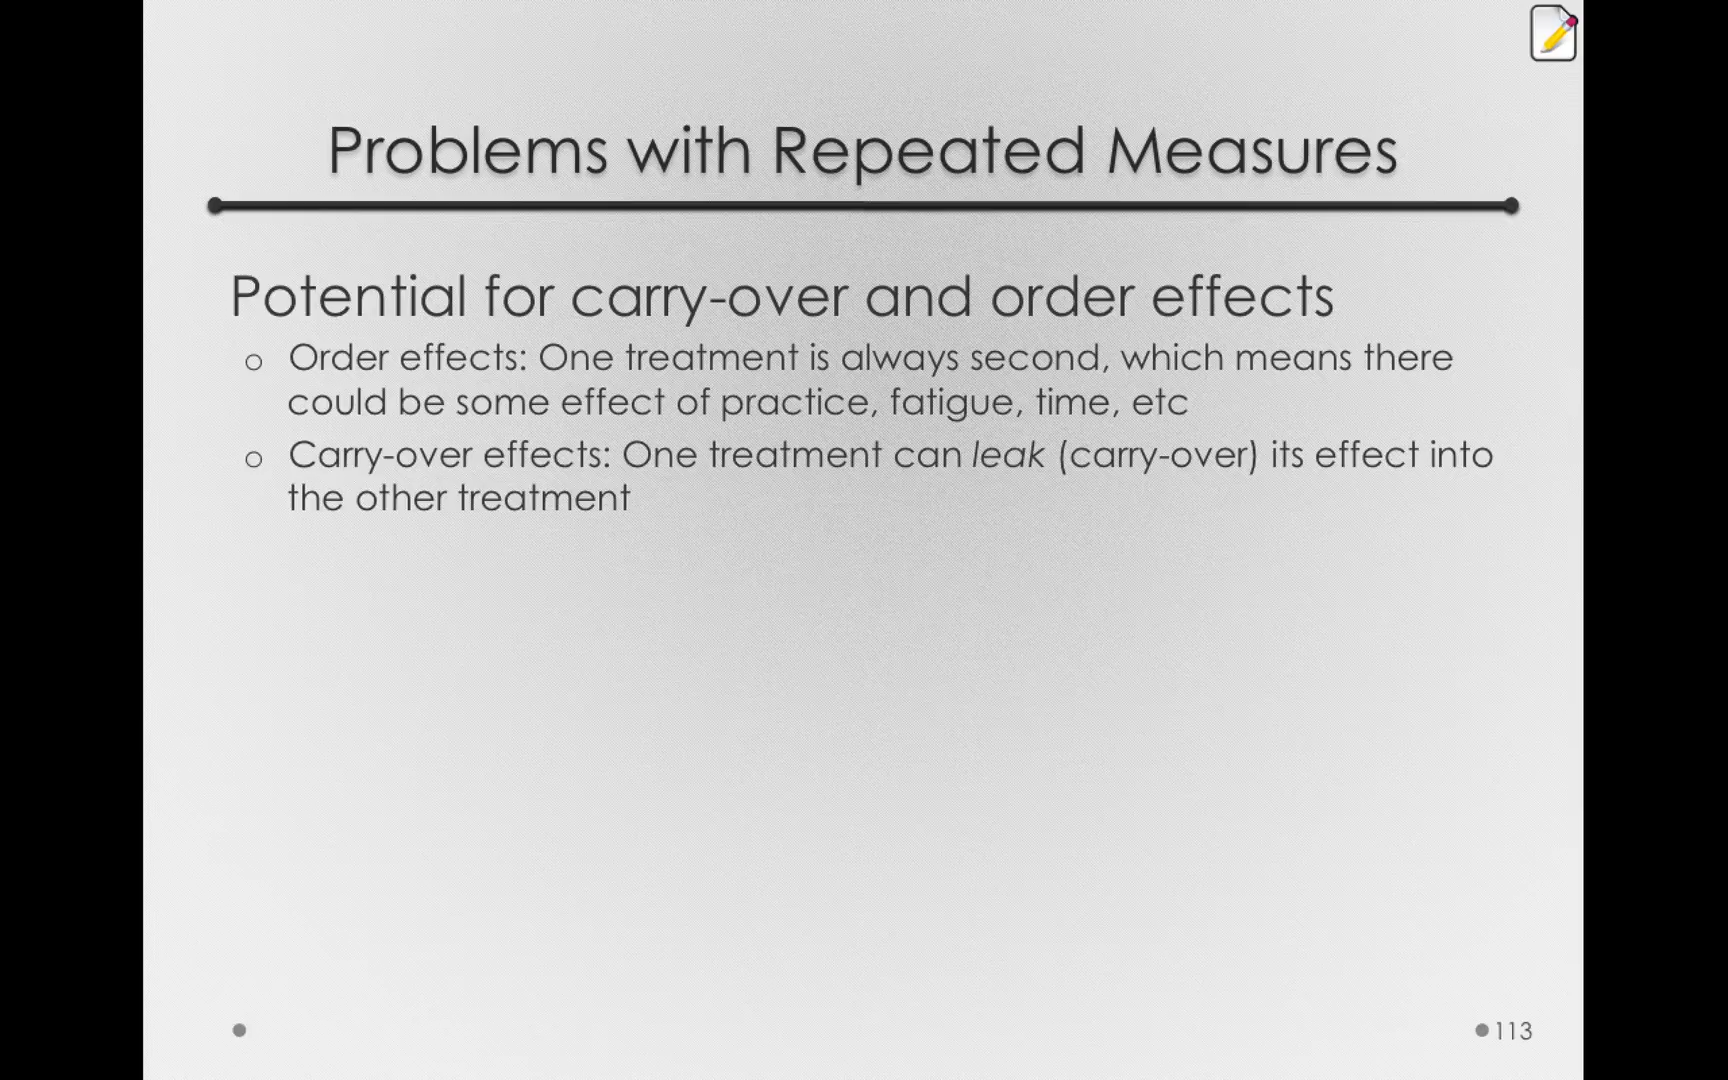 Problems with Repeated Measures
Potential for carry-over and order effects
o Order effects: One treatment is always second, which means there
could be some effect of practice, fatigue, time, etc
o Carry-over effects: One treatment can leak (carry-over) its effect into
the other treatment
113